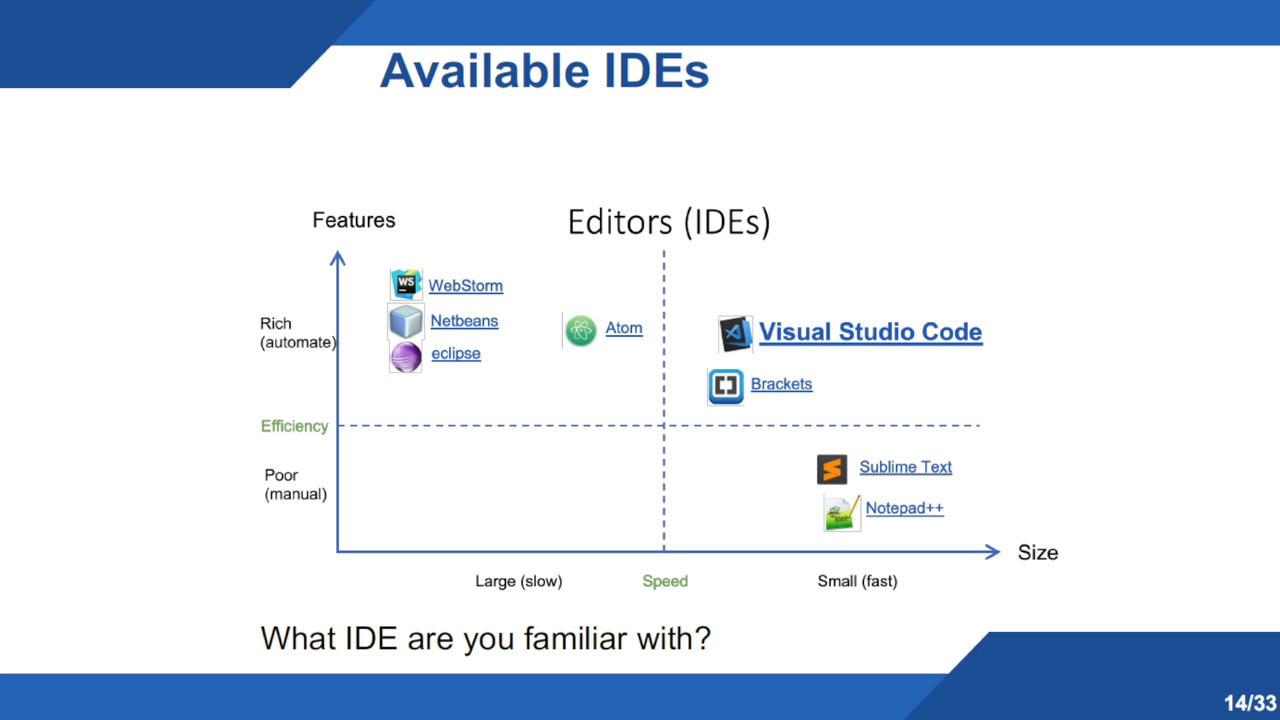 Available IDEs
Features
Editors (IDEs)
WS
WebStorm
Rich
(automate)
Netbeans
Atom
Visual Studio Code
eclipse
Brackets
Efficiency
Poor
(manual)
Sublime Text
Notepad++
Size
Large (slow)
Speed
Small (fast)
What IDE are you familiar with?
14/33